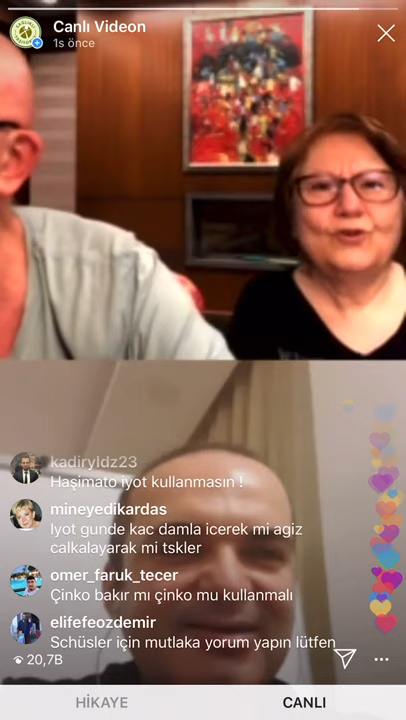 Canlı Videon
1s önce
kadiryldz23
Haşimato iyot kullanmasın !
mineyedikardas
Iyot gunde kac damla icerek mi agiz
calkalayarak mi tskler
omer_faruk_tecer
Çinko bakır mı çinko mu kullanmalı
elifefeozdemir
Schüsler için mutlaka yorum yapın lütfen
20,7B
HİKAYE
CANLI